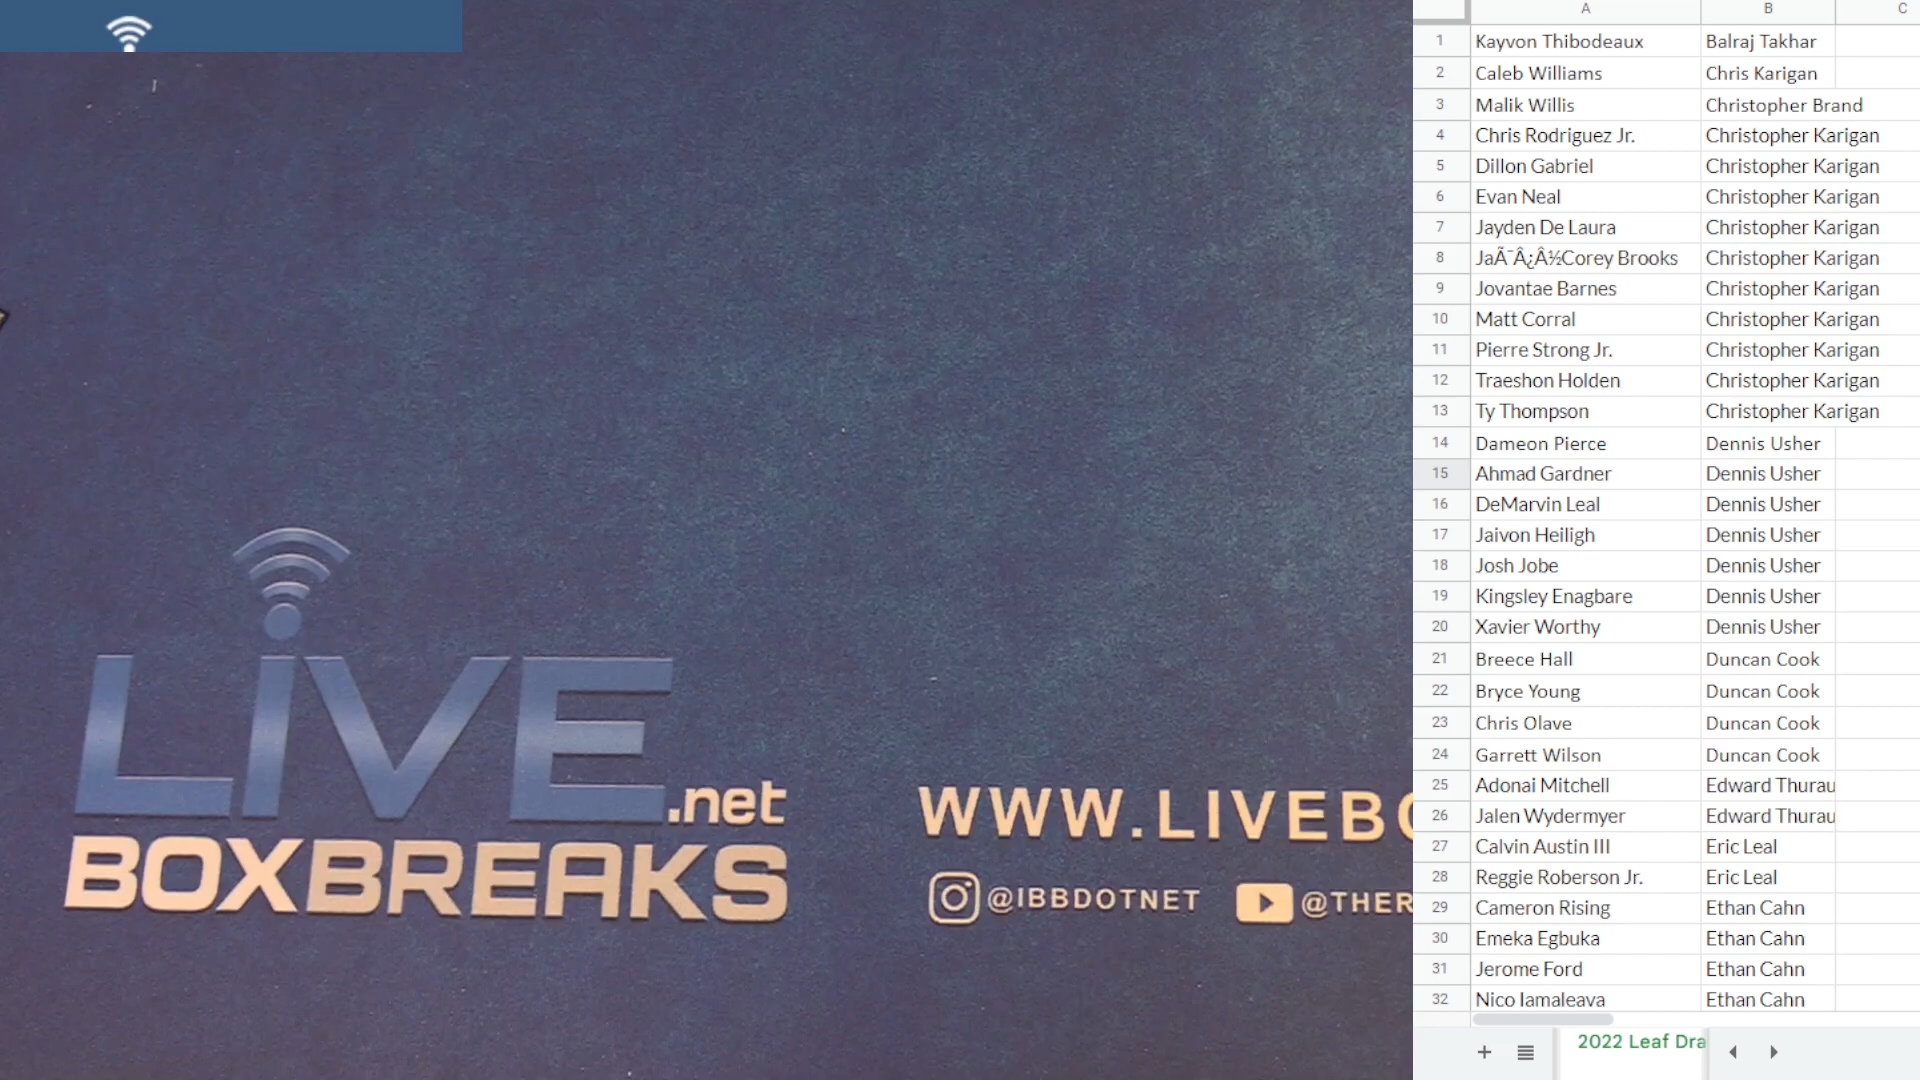 LIVE
.net
BOXBREAKS
WWW.LIVEBO
@IBBDOTNET
@THER
A B C
1 Kayvon Thibodeaux Balraj Takhar
2 Caleb Williams Chris Karigan
3 Malik Willis Christopher Brand
4 Chris Rodriguez Jr. Christopher Karigan
5 Dillon Gabriel Christopher Karigan
6 Evan Neal Christopher Karigan
7 Jayden De Laura Christopher Karigan
8 JaÃ¯Â¿Â½Corey Brooks Christopher Karigan
9 Jovantae Barnes Christopher Karigan
10 Matt Corral Christopher Karigan
11 Pierre Strong Jr. Christopher Karigan
12 Traeshon Holden Christopher Karigan
13 Ty Thompson Christopher Karigan
14 Dameon Pierce Dennis Usher
15 Ahmad Gardner Dennis Usher
16 DeMarvin Leal Dennis Usher
17 Jaivon Heiligh Dennis Usher
18 Josh Jobe Dennis Usher
19 Kingsley Enagbare Dennis Usher
20 Xavier Worthy Dennis Usher
21 Breece Hall Duncan Cook
22 Bryce Young Duncan Cook
23 Chris Olave Duncan Cook
24 Garrett Wilson Duncan Cook
25 Adonai Mitchell Edward Thurau
26 Jalen Wydermyer Edward Thurau
27 Calvin Austin III Eric Leal
28 Reggie Roberson Jr. Eric Leal
29 Cameron Rising Ethan Cahn
30 Emeka Egbuka Ethan Cahn
31 Jerome Ford Ethan Cahn
32 Nico Iamaleava Ethan Cahn
2022 Leaf Dra